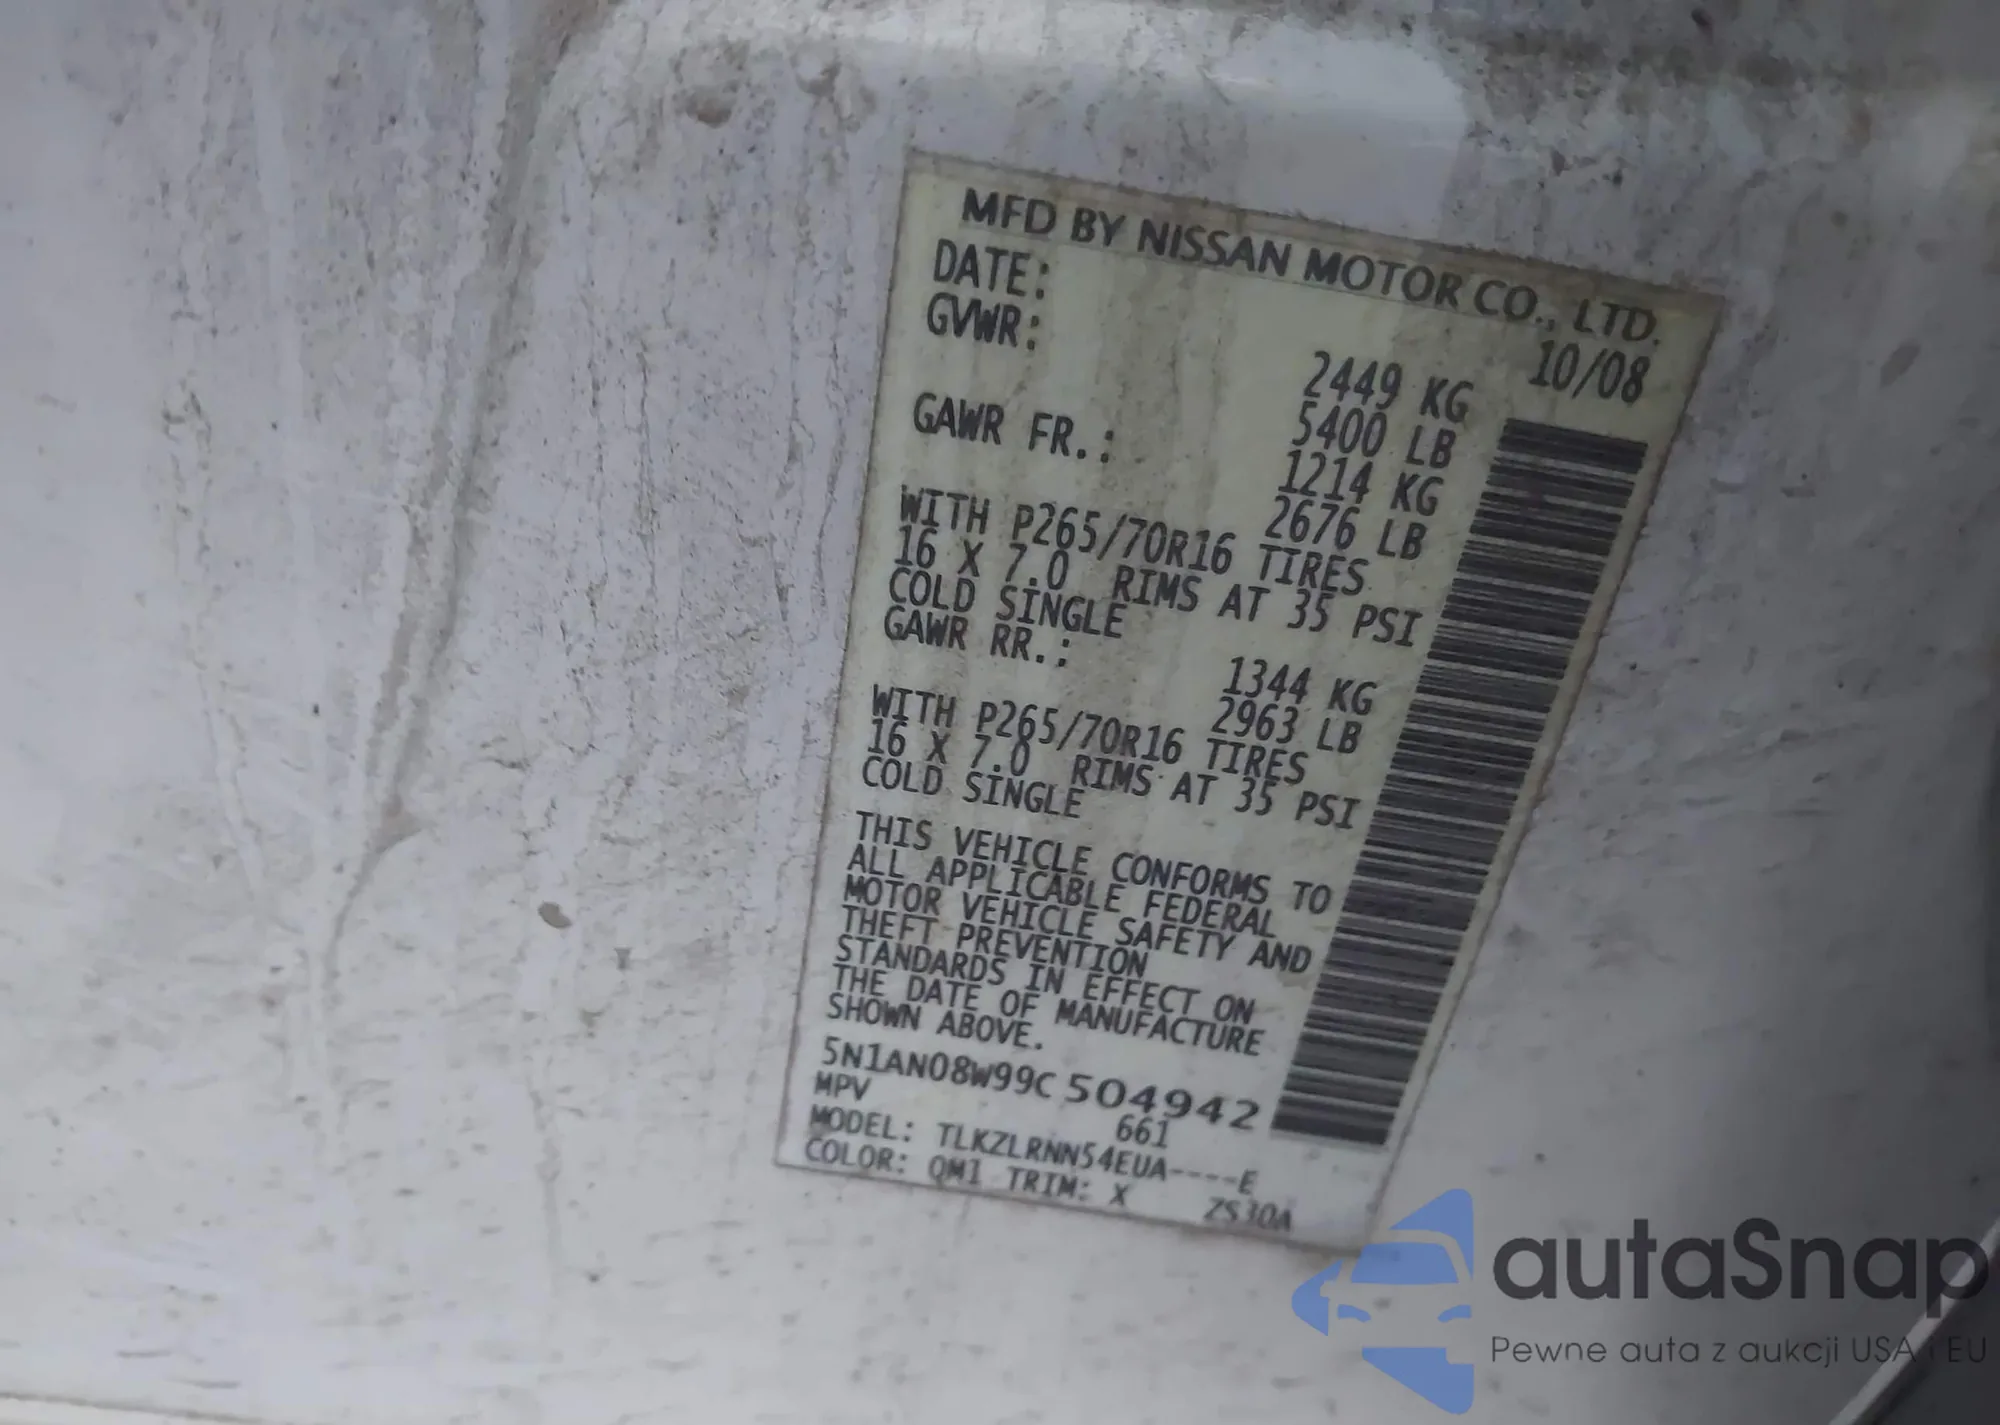 MFD BY NISSAN MOTOR CO., LTD.
DATE: 10/08
GVWR: 2449 KG
5400 LB
GAWR FR.: 1214 KG
2676 LB
WITH P265/70R16 TIRES
16 X 7.0 RIMS AT 35 PSI
COLD SINGLE
GAWR RR.: 1344 KG
2963 LB
WITH P265/70R16 TIRES
16 X 7.0 RIMS AT 35 PSI
COLD SINGLE
THIS VEHICLE CONFORMS TO
ALL APPLICABLE FEDERAL
MOTOR VEHICLE SAFETY AND
THEFT PREVENTION
STANDARDS IN EFFECT ON
THE DATE OF MANUFACTURE
SHOWN ABOVE.
5N1AN08W99C504942
MPV 661
MODEL: TLKZLRNN54EUA----E
COLOR: QM1 TRIM: X ZS30A
autaSnap
Pewne auta z aukcji USA i EU